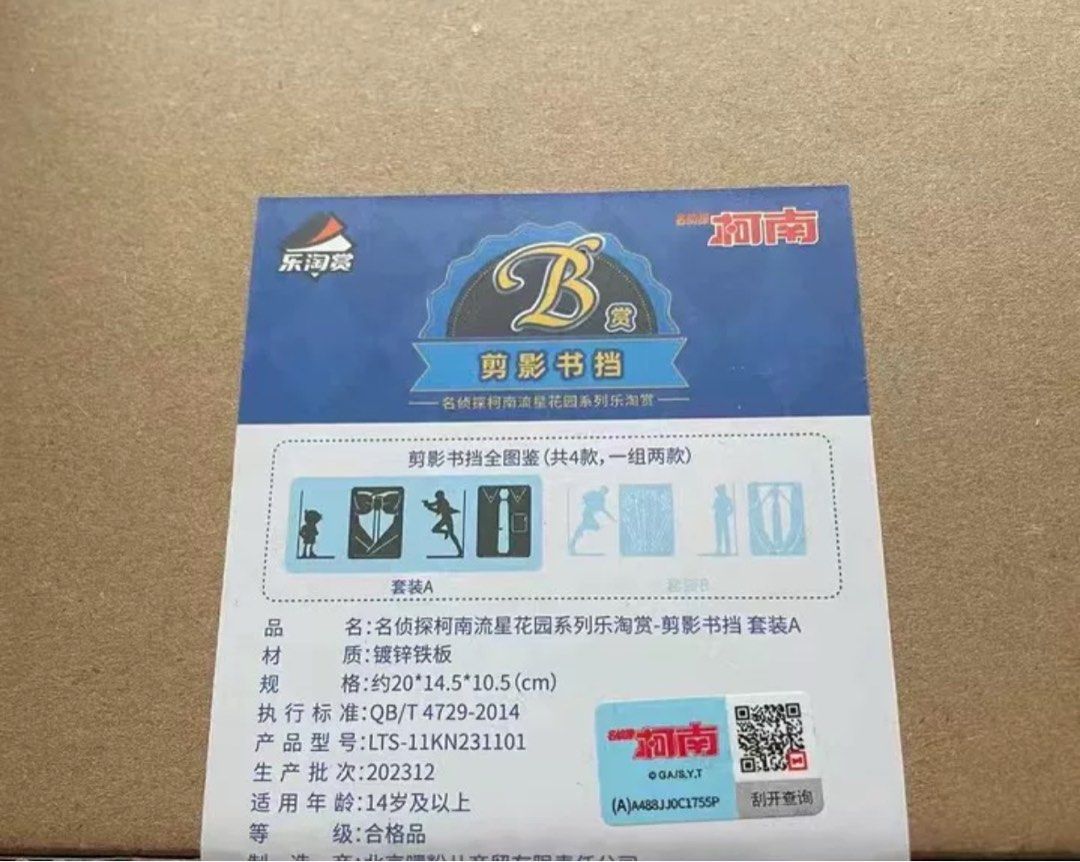 乐淘赏
名侦探柯南
B赏
剪影书挡
名侦探柯南流星花园系列乐淘赏
剪影书挡全图鉴(共4款,一组两款)
套装A
套装B
品名:名侦探柯南流星花园系列乐淘赏-剪影书挡 套装A
材质:镀锌铁板
规格:约20*14.5*10.5(cm)
执行标准:QB/T 4729-2014
产品型号:LTS-11KN231101
生产批次:202312
适用年龄:14岁及以上
等级:合格品
名侦探柯南
©GA/S,Y,T
(A)A488JJ0C1755P
刮开查询